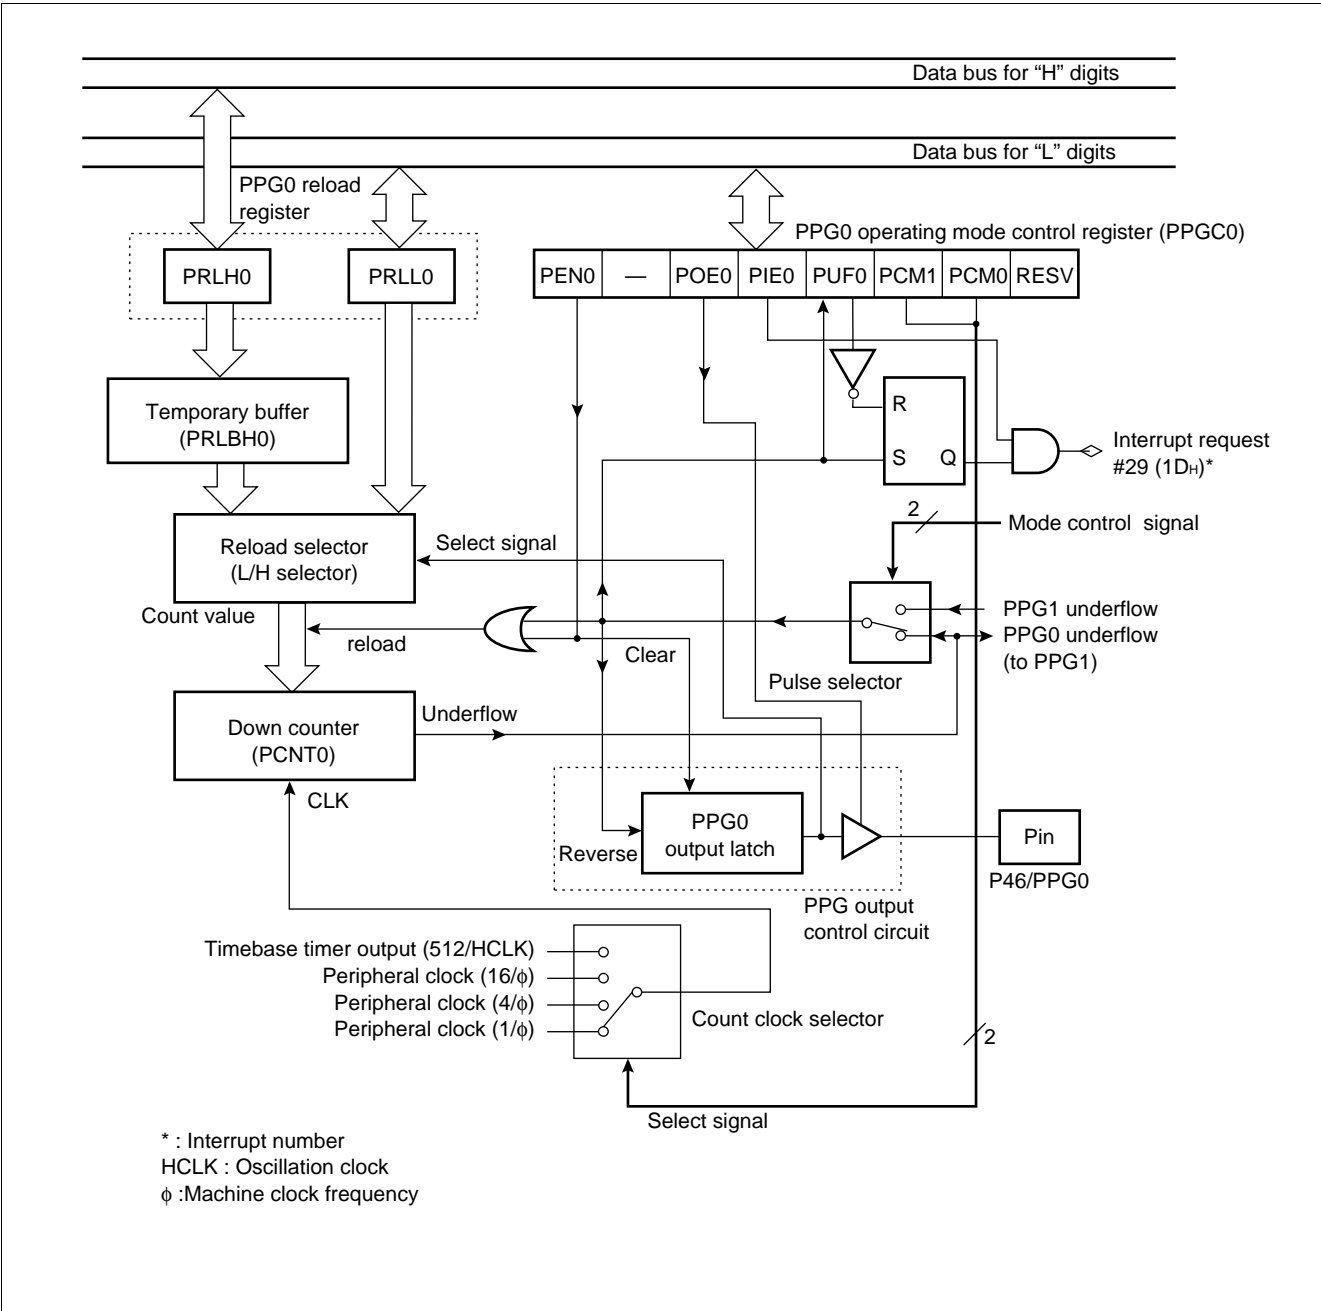 Data bus for “H” digits
Data bus for “L” digits
PPG0 reload
register
PPG0 operating mode control register (PPGC0)
PRLH0
PRLL0
PEN0
—
POE0
PIE0
PUF0
PCM1
PCM0
RESV
Temporary buffer
(PRLBH0)
R
S
Q
Interrupt request
#29 (1DH)*
2
Mode control signal
Reload selector
(L/H selector)
Select signal
Count value
reload
Clear
PPG1 underflow
PPG0 underflow
(to PPG1)
Pulse selector
Down counter
(PCNT0)
Underflow
CLK
PPG0
output latch
Reverse
Pin
P46/PPG0
PPG output
control circuit
Timebase timer output (512/HCLK)
Peripheral clock (16/ϕ)
Peripheral clock (4/ϕ)
Peripheral clock (1/ϕ)
Count clock selector
2
Select signal
* : Interrupt number
HCLK : Oscillation clock
ϕ :Machine clock frequency